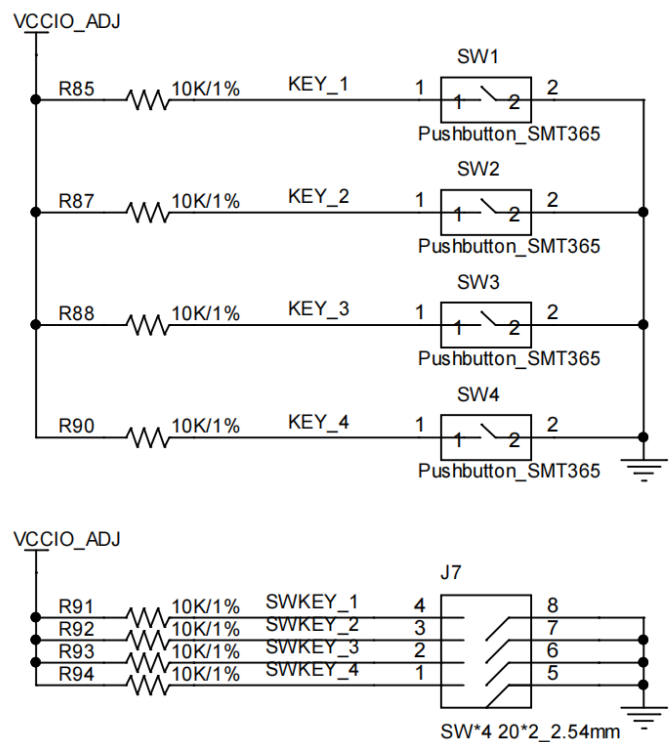 VCCIO_ADJ
SW1
R85 10K/1% KEY_1 1 1 2 2
Pushbutton_SMT365
SW2
R87 10K/1% KEY_2 1 1 2 2
Pushbutton_SMT365
SW3
R88 10K/1% KEY_3 1 1 2 2
Pushbutton_SMT365
SW4
R90 10K/1% KEY_4 1 1 2 2
Pushbutton_SMT365
VCCIO_ADJ
J7
R91 10K/1% SWKEY_1 4 8
R92 10K/1% SWKEY_2 3 7
R93 10K/1% SWKEY_3 2 6
R94 10K/1% SWKEY_4 1 5
SW*4 20*2_2.54mm